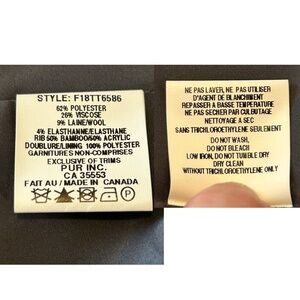 STYLE: F18TT6586
62% POLYESTER
26% VISCOSE
9% LAINE/WOOL
4% ELASTHANNE/ELASTHANE
RIB 50% BAMBOO/50% ACRYLIC
DOUBLURE/LINING 100% POLYESTER
GARNITURES NON-COMPRISES
EXCLUSIVE OF TRIMS
PUR INC.
CA 35553
FAIT AU / MADE IN CANADA
NE PAS LAVER, NE PAS UTILISER
D'AGENT DE BLANCHIMENT
REPASSER A BASSE TEMPERATURE
NE PAS SECHER PAR CULBUTAGE
NETTOYAGE A SEC
SANS TRICHLOROETHYLENE SEULEMENT
DO NOT WASH,
DO NOT BLEACH
LOW IRON, DO NOT TUMBLE DRY
DRY CLEAN
WITHOUT TRICHLOROETHYLENE ONLY